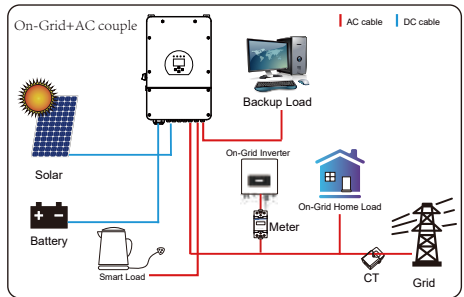 On-Grid+AC couple
AC cable
DC cable
Backup Load
Solar
On-Grid Inverter
On-Grid Home Load
Battery
Meter
Smart Load
CT
Grid